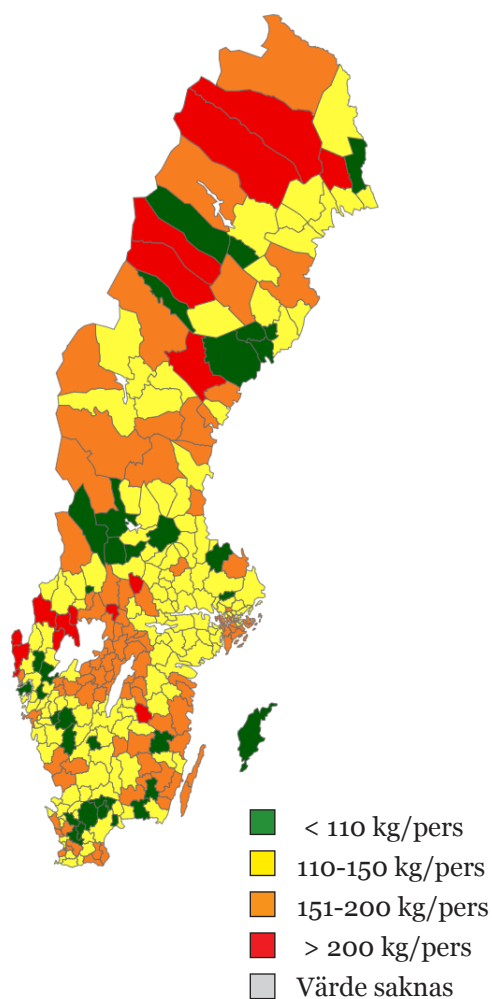 < 110 kg/pers
110-150 kg/pers
151-200 kg/pers
> 200 kg/pers
Värde saknas